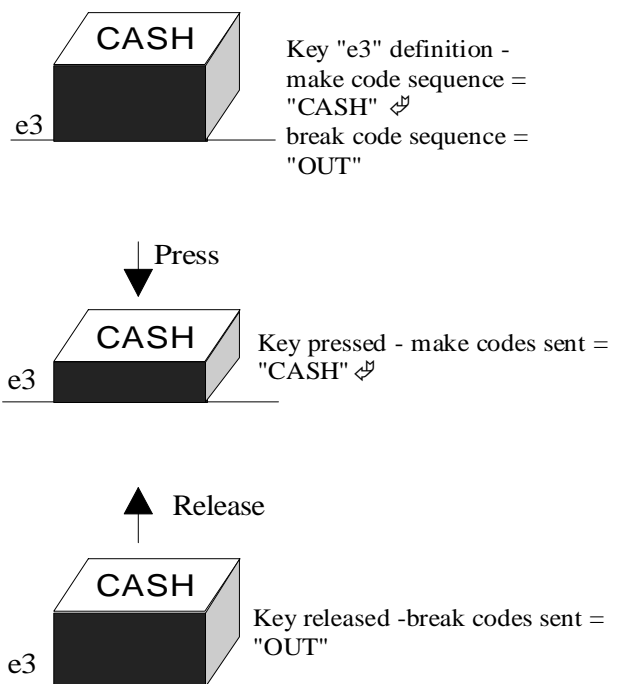 CASH
e3
Key "e3" definition -
make code sequence =
"CASH" ↵
break code sequence =
"OUT"
Press
CASH
e3
Key pressed - make codes sent =
"CASH" ↵
Release
CASH
e3
Key released -break codes sent =
"OUT"